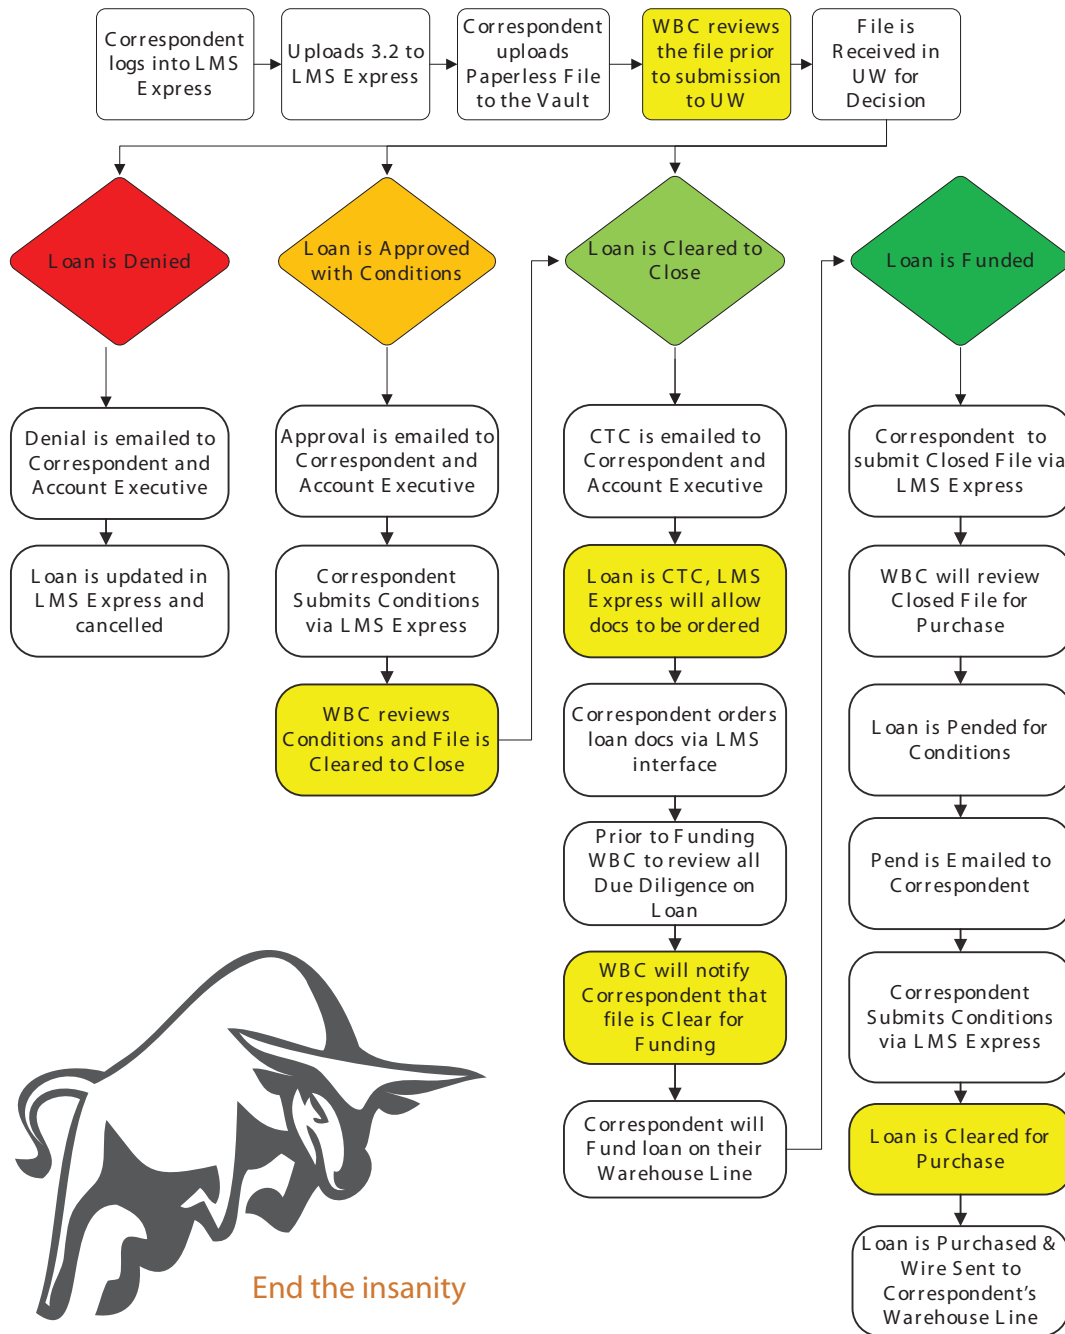 Correspondent
logs into LMS
Express
Uploads 3.2 to
LMS Express
Correspondent
uploads
Paperless File
to the Vault
WBC reviews
the file prior
to submission
to UW
File is
Received in
UW for
Decision
Loan is Denied
Loan is Approved
with Conditions
Loan is Cleared to
Close
Loan is Funded
Denial is emailed to
Correspondent and
Account Executive
Loan is updated in
LMS Express and
cancelled
Approval is emailed to
Correspondent and
Account Executive
Correspondent
Submits Conditions
via LMS Express
WBC reviews
Conditions and File is
Cleared to Close
CTC is emailed to
Correspondent and
Account Executive
Loan is CTC, LMS
Express will allow
docs to be ordered
Correspondent orders
loan docs via LMS
interface
Prior to Funding
WBC to review all
Due Diligence on
Loan
WBC will notify
Correspondent that
file is Clear for
Funding
Correspondent will
Fund loan on their
Warehouse Line
Correspondent to
submit Closed File via
LMS Express
WBC will review
Closed File for
Purchase
Loan is Pended for
Conditions
Pend is Emailed to
Correspondent
Correspondent
Submits Conditions
via LMS Express
Loan is Cleared for
Purchase
Loan is Purchased &
Wire Sent to
Correspondent's
Warehouse Line
End the insanity